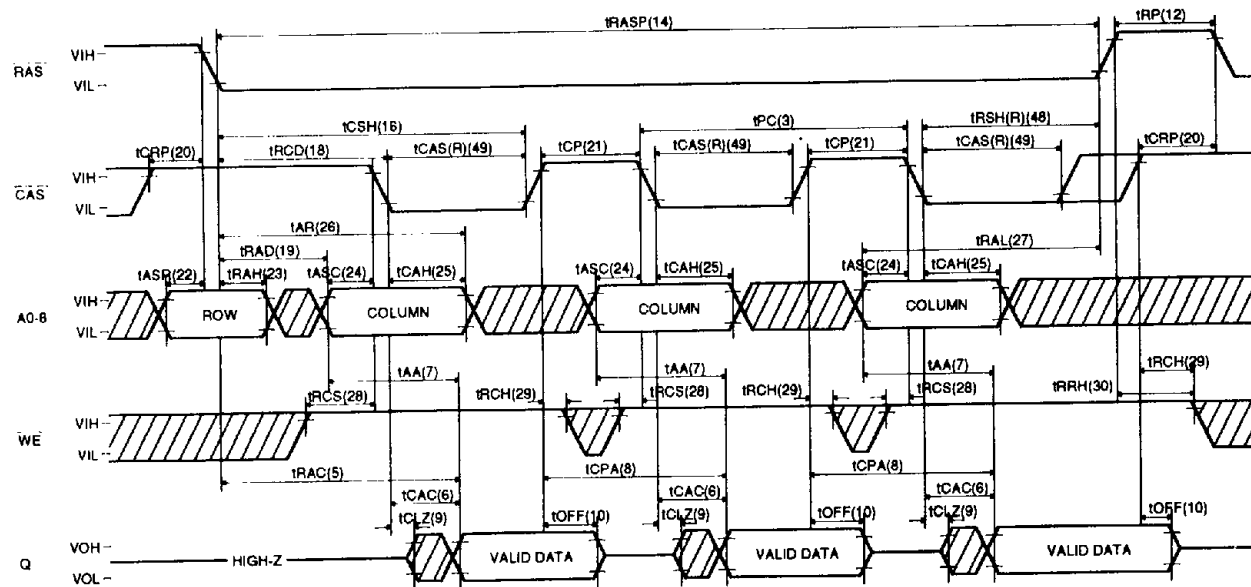 tRASP(14) tRP(12)
RAS VIH VIL
tCSH(16) tPC(3) tRSH(R)(48)
tCRP(20) tRCD(18) tCAS(R)(49) tCP(21) tCAS(R)(49) tCP(21) tCAS(R)(49) tCRP(20)
CAS VIH VIL
tAR(26) tRAL(27)
tRAD(19)
tASR(22) tRAH(23) tASC(24) tCAH(25) tASC(24) tCAH(25) tASC(24) tCAH(25)
A0-8 VIH VIL ROW COLUMN COLUMN COLUMN
tAA(7) tAA(7) tAA(7)
tRCS(28) tRCH(29) tRCS(28) tRCH(29) tRCS(28) tRRH(30) tRCH(29)
WE VIH VIL
tRAC(5) tCPA(8) tCPA(8)
tCAC(6) tCAC(6) tCAC(6)
tCLZ(9) tOFF(10) tCLZ(9) tOFF(10) tCLZ(9) tOFF(10)
Q VOH VOL HIGH-Z VALID DATA VALID DATA VALID DATA